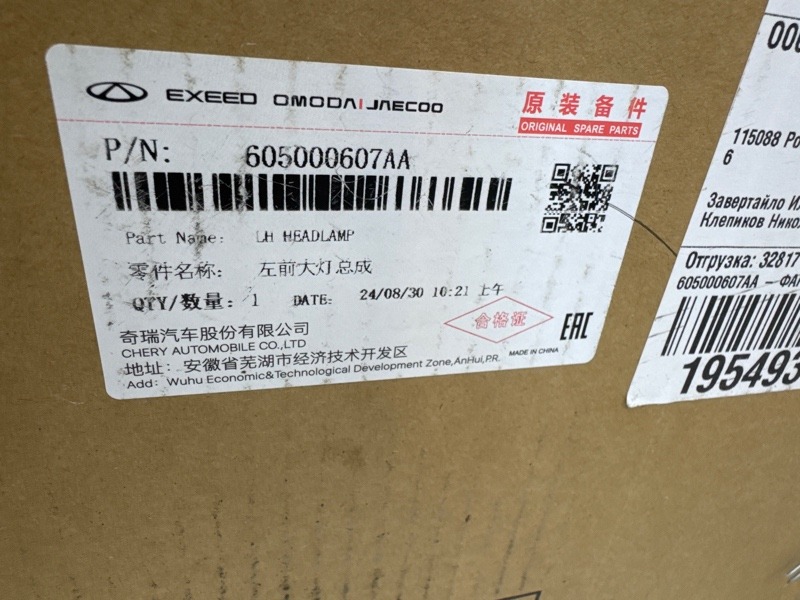 EXEED OMODA | JAECOO
原装备件
ORIGINAL SPARE PARTS
P/N: 605000607AA
Part Name: LH HEADLAMP
零件名称: 左前大灯总成
QTY/数量: 1 DATE: 24/08/30 10:21 上午
合格证
EAC
MADE IN CHINA
奇瑞汽车股份有限公司
CHERY AUTOMOBILE CO.,LTD
地址: 安徽省芜湖市经济技术开发区
Add: Wuhu Economic&Technological Development Zone,AnHui,P.R.
000
115088
6
Завертайло
Клепиков
Отгрузка: 32817
605000607AA
195493